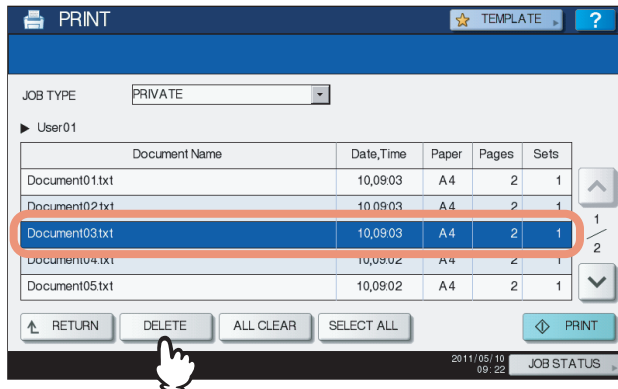 PRINT
TEMPLATE
?
JOB TYPE PRIVATE
User01
Document Name Date,Time Paper Pages Sets
Document01.txt 10,09:03 A4 2 1
Document02.txt 10,09:03 A4 2 1
Document03.txt 10,09:03 A4 2 1
Document04.txt 10,09:02 A4 2 1
Document05.txt 10,09:02 A4 2 1
1
2
RETURN DELETE ALL CLEAR SELECT ALL PRINT
2011/05/10
09:22
JOB STATUS